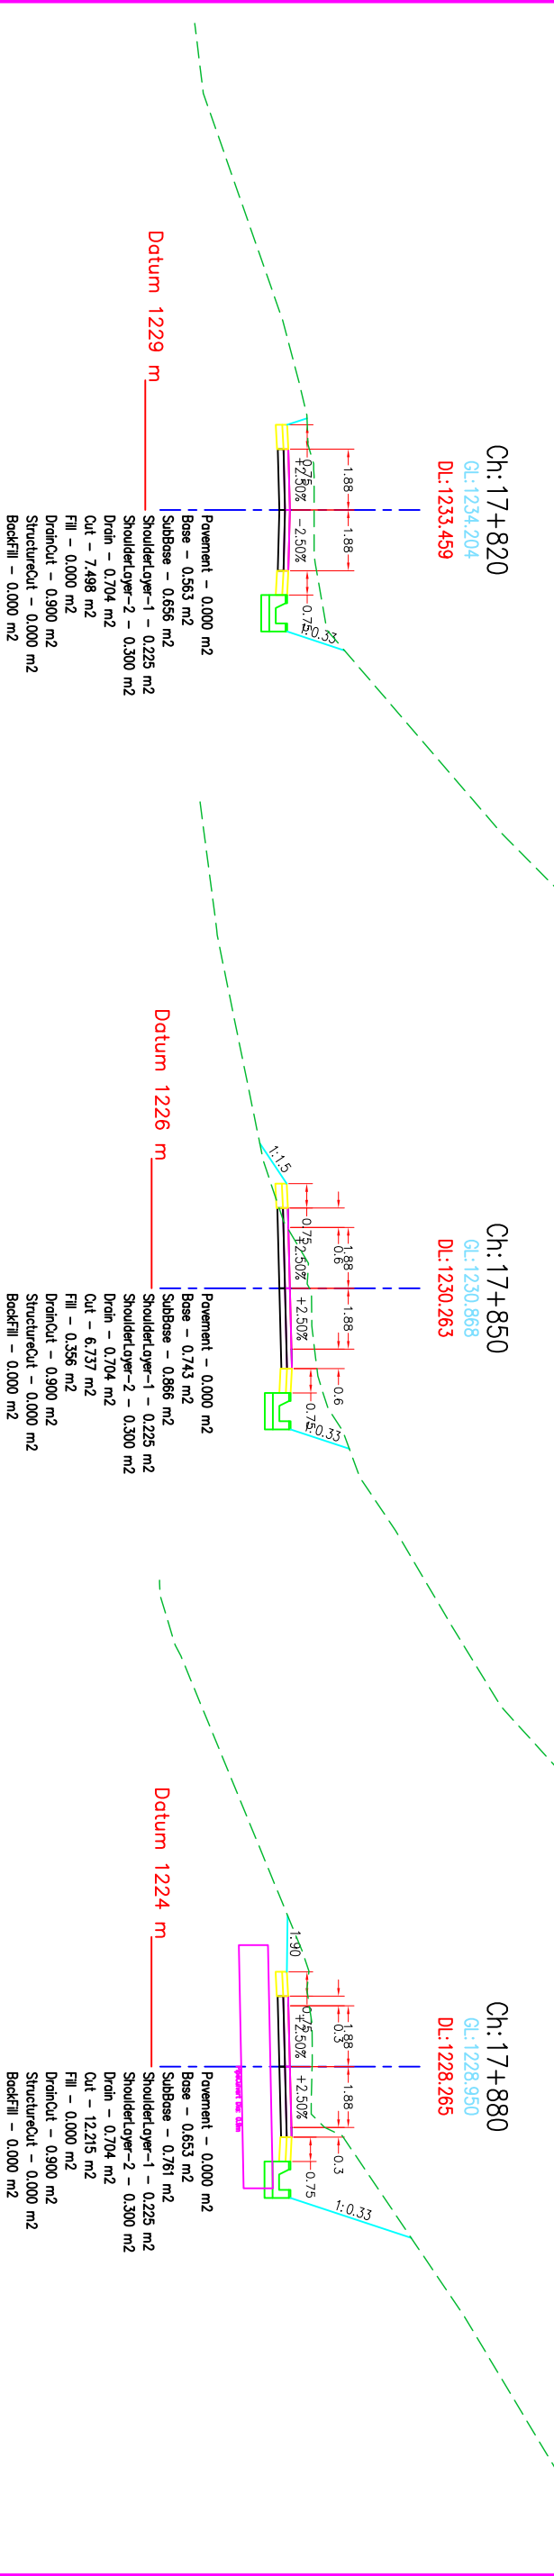 Ch:17+820
GL:1234.204
DL:1233.459
1.88
1.88
0.75
+2.50%
-2.50%
0.75
1:0.33
Datum 1229 m
Pavement - 0.000 m2
Base - 0.563 m2
SubBase - 0.656 m2
ShoulderLayer-1 - 0.225 m2
ShoulderLayer-2 - 0.300 m2
Drain - 0.704 m2
Cut - 7.498 m2
Fill - 0.000 m2
DrainCut - 0.900 m2
StructureCut - 0.000 m2
BackFill - 0.000 m2
Ch:17+850
GL:1230.868
DL:1230.263
1.88
1.88
0.6
0.6
1:1.5
0.75
+2.50%
+2.50%
0.75
1:0.33
Datum 1226 m
Pavement - 0.000 m2
Base - 0.743 m2
SubBase - 0.866 m2
ShoulderLayer-1 - 0.225 m2
ShoulderLayer-2 - 0.300 m2
Drain - 0.704 m2
Cut - 6.737 m2
Fill - 0.356 m2
DrainCut - 0.900 m2
StructureCut - 0.000 m2
BackFill - 0.000 m2
Ch:17+880
GL:1228.950
DL:1228.265
1.88
1.88
0.3
0.3
1:90
0.75
+2.50%
+2.50%
0.75
1:0.33
Datum 1224 m
Pavement - 0.000 m2
Base - 0.653 m2
SubBase - 0.761 m2
ShoulderLayer-1 - 0.225 m2
ShoulderLayer-2 - 0.300 m2
Drain - 0.704 m2
Cut - 12.215 m2
Fill - 0.000 m2
DrainCut - 0.900 m2
StructureCut - 0.000 m2
BackFill - 0.000 m2